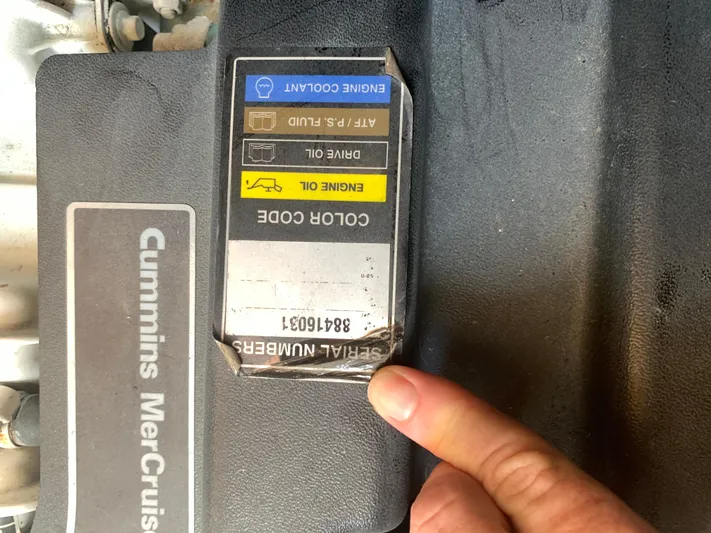 SERIAL NUMBERS
88416031
COLOR CODE
ENGINE OIL
DRIVE OIL
ATF / P.S. FLUID
ENGINE COOLANT
Cummins MerCruis